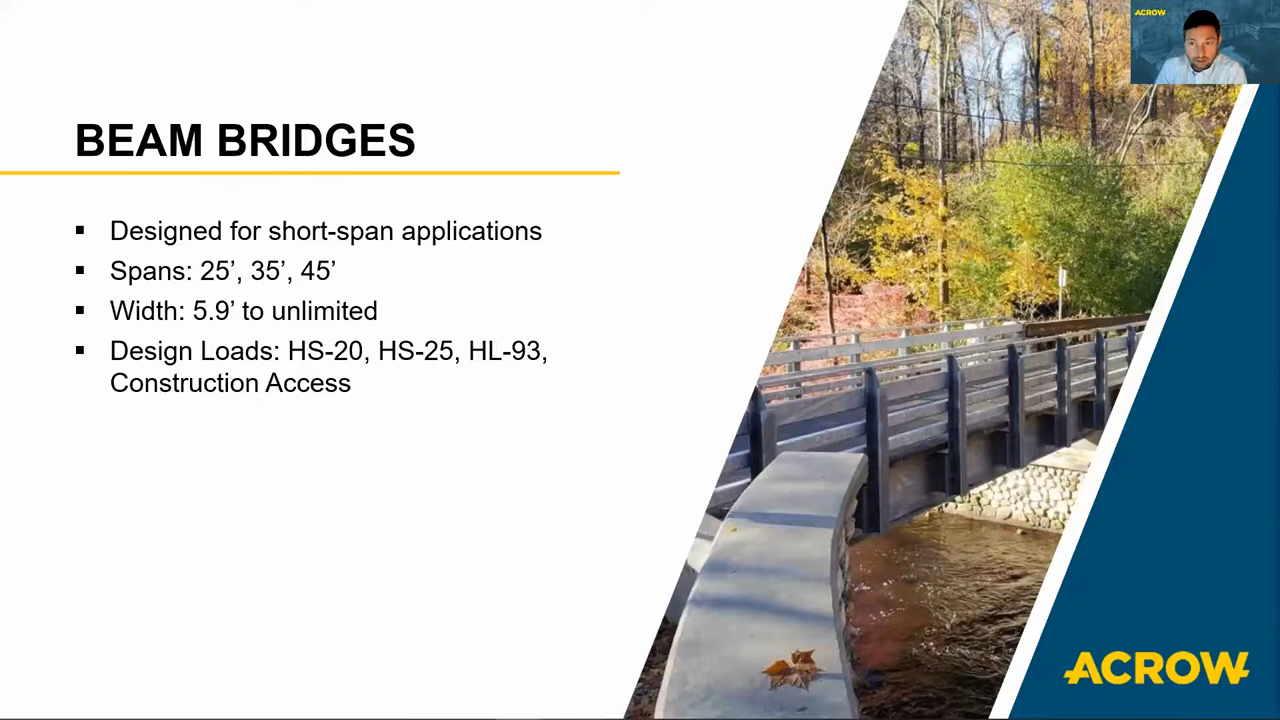 ACROW
BEAM BRIDGES
▪ Designed for short-span applications
▪ Spans: 25’, 35’, 45’
▪ Width: 5.9’ to unlimited
▪ Design Loads: HS-20, HS-25, HL-93,
Construction Access
ACROW